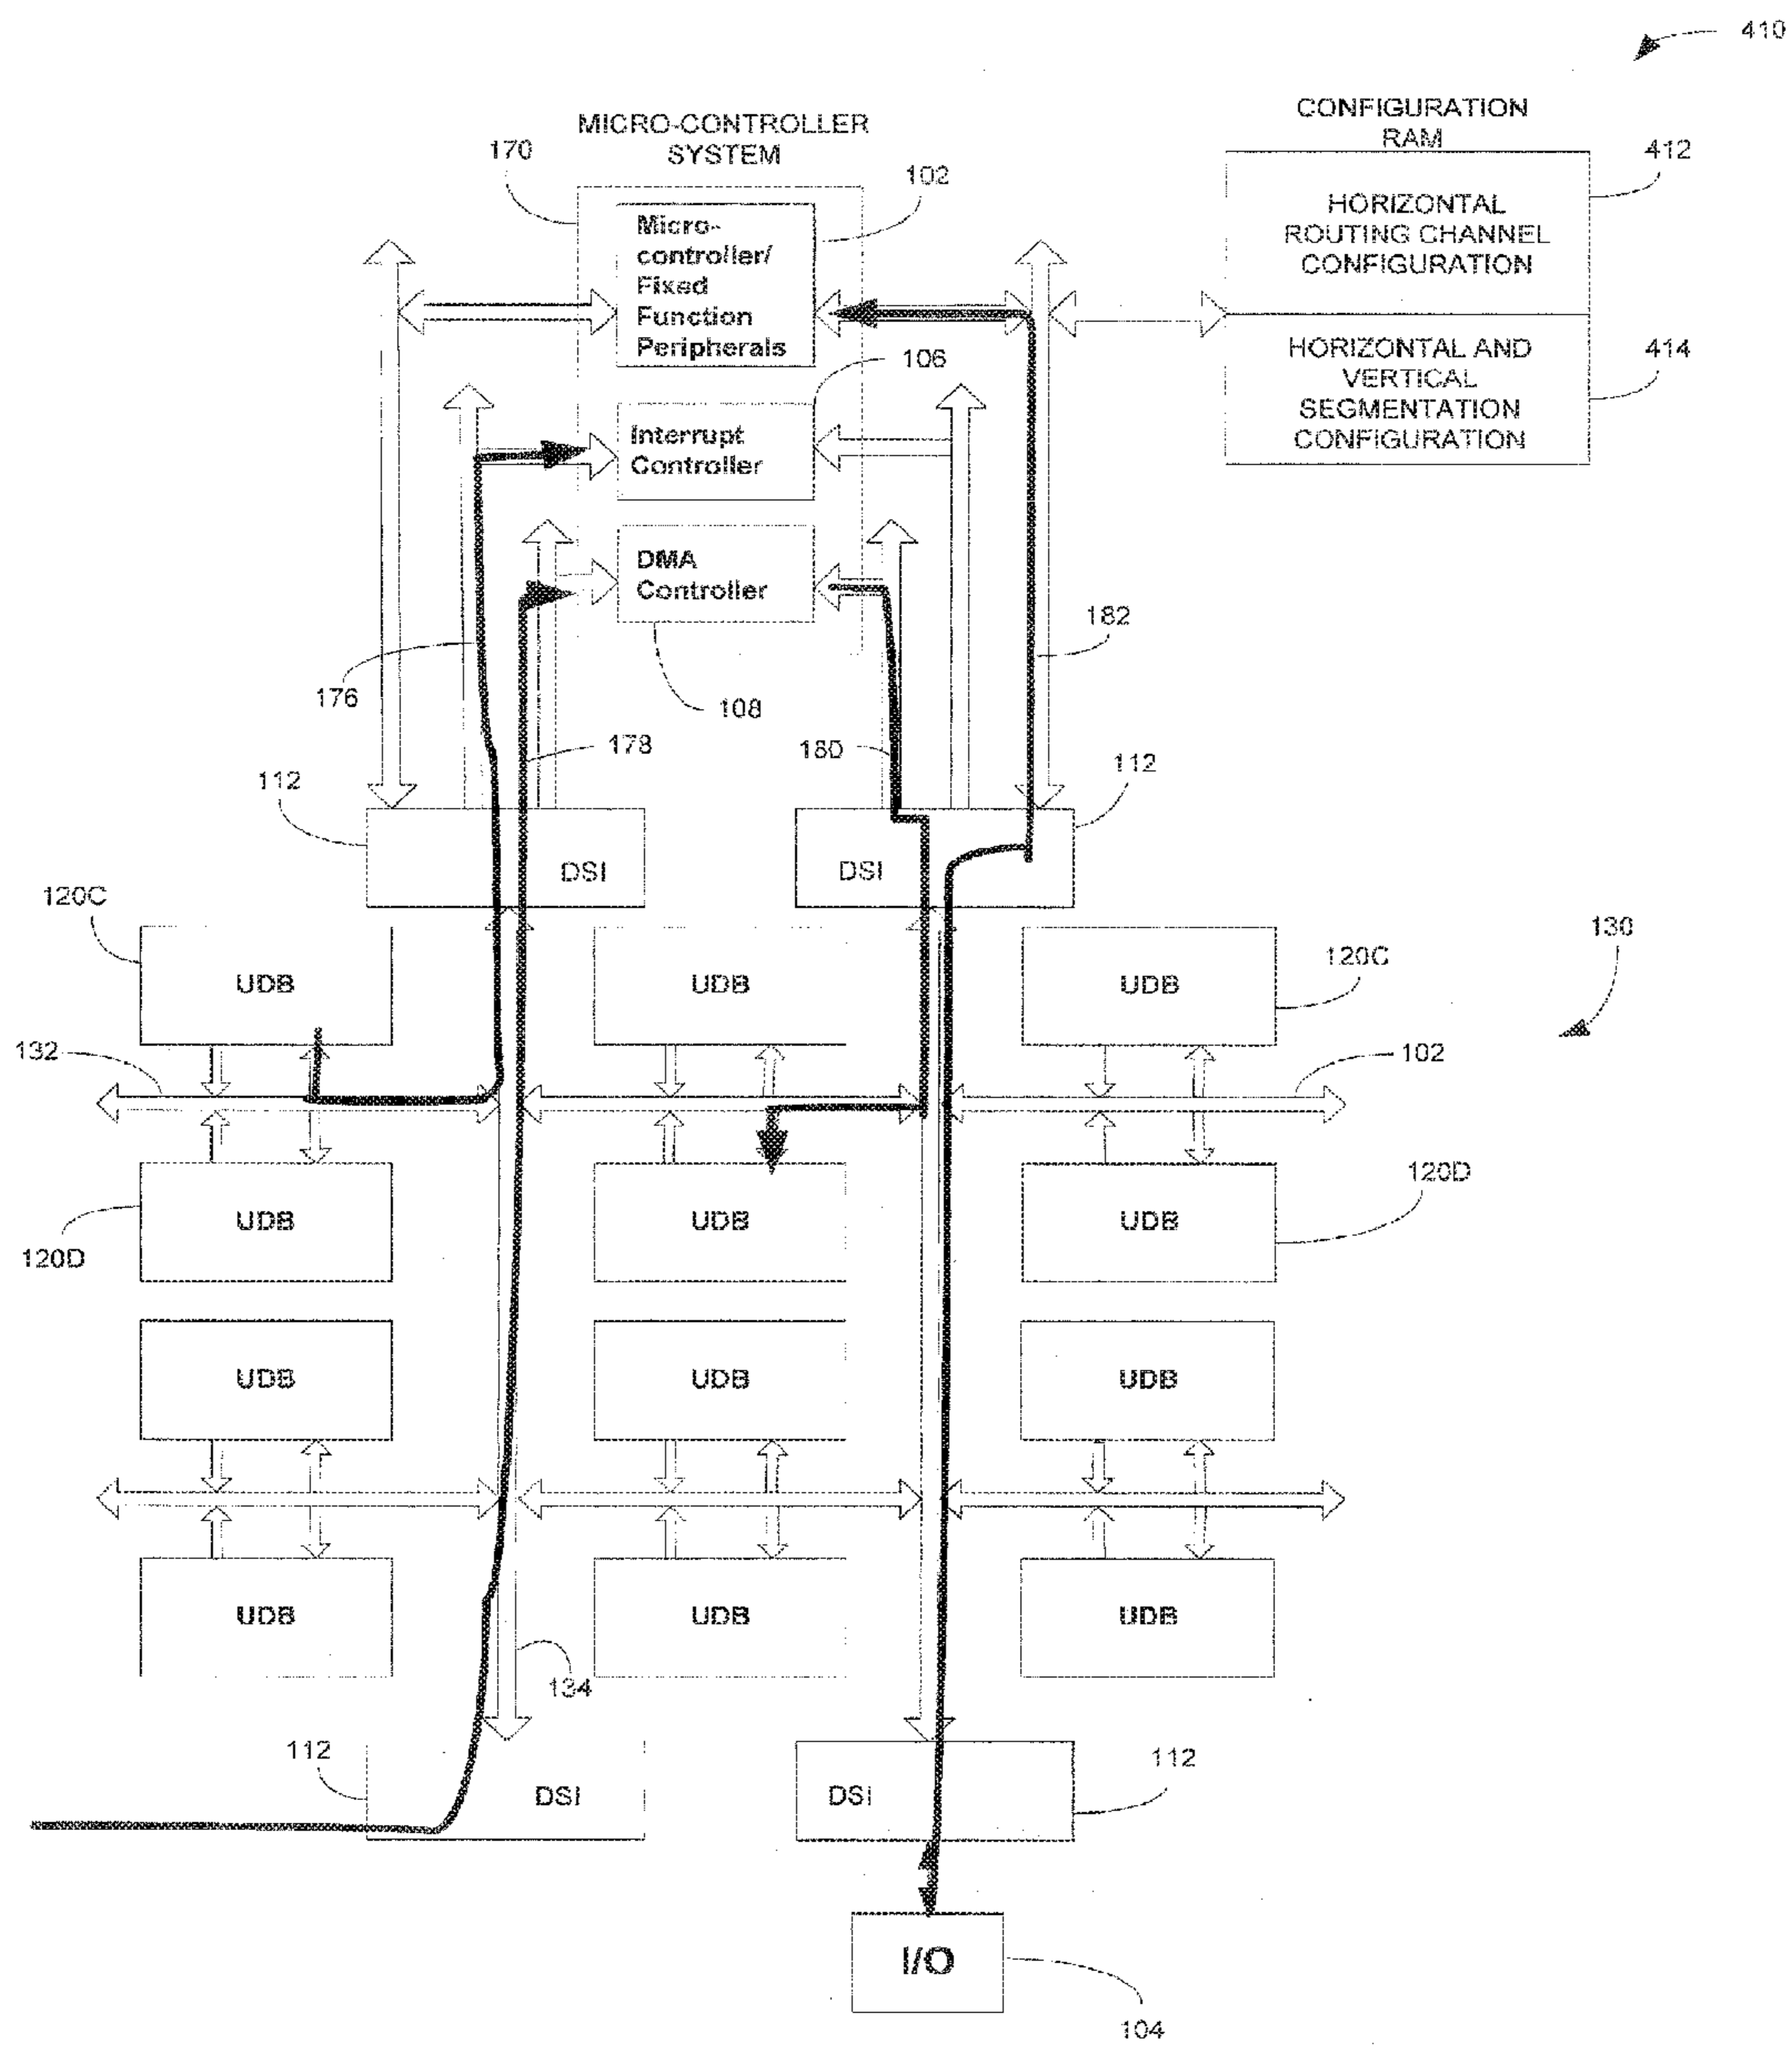 410
MICRO-CONTROLLER
SYSTEM
CONFIGURATION
RAM
170
102
412
Micro-
controller/
Fixed
Function
Peripherals
HORIZONTAL
ROUTING CHANNEL
CONFIGURATION
106
HORIZONTAL AND
VERTICAL
SEGMENTATION
CONFIGURATION
414
Interrupt
Controller
DMA
Controller
182
176
108
178
180
112
112
DSI
DSI
120C
130
UDB
UDB
UDB
120C
132
102
120D
UDB
UDB
UDB
120D
UDB
UDB
UDB
UDB
UDB
UDB
134
112
112
DSI
DSI
I/O
104